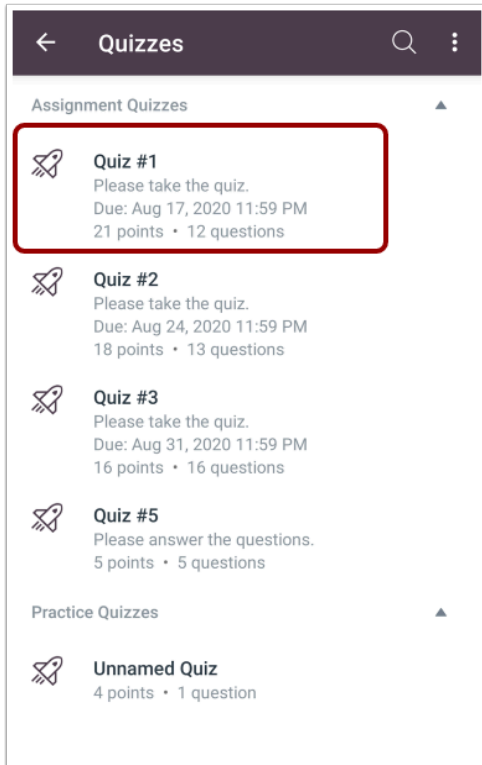 Quizzes
Assignment Quizzes
Quiz #1
Please take the quiz.
Due: Aug 17, 2020 11:59 PM
21 points • 12 questions
Quiz #2
Please take the quiz.
Due: Aug 24, 2020 11:59 PM
18 points • 13 questions
Quiz #3
Please take the quiz.
Due: Aug 31, 2020 11:59 PM
16 points • 16 questions
Quiz #5
Please answer the questions.
5 points • 5 questions
Practice Quizzes
Unnamed Quiz
4 points • 1 question